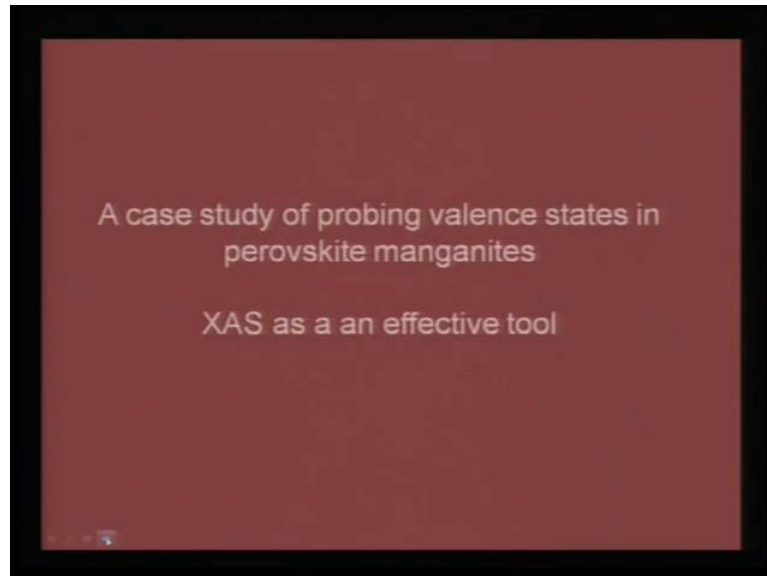 A case study of probing valence states in
perovskite manganites
XAS as a an effective tool